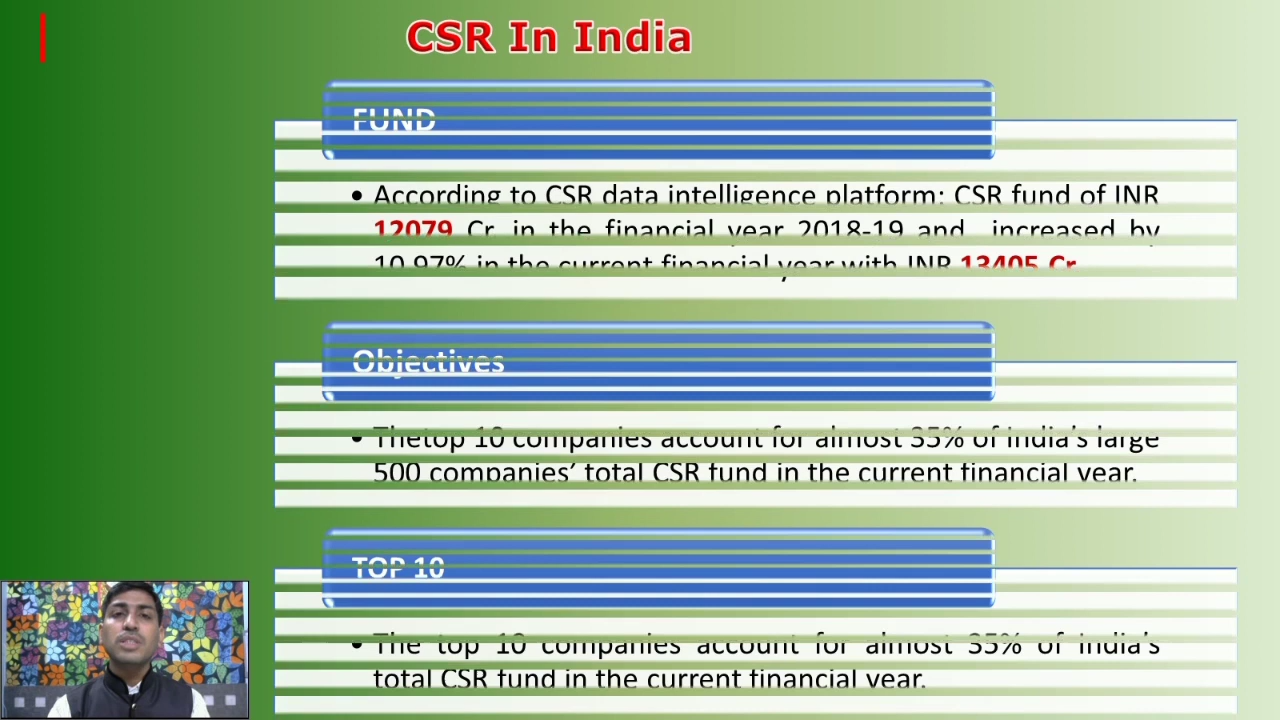 CSR In India
FUND
• According to CSR data intelligence platform: CSR fund of INR
12079 Cr. in the financial year 2018-19 and increased by
10.97% in the current financial year with INR 13405 Cr.
Objectives
• Thetop 10 companies account for almost 35% of India's large
500 companies' total CSR fund in the current financial year.
TOP 10
• The top 10 companies account for almost 35% of India's
total CSR fund in the current financial year.